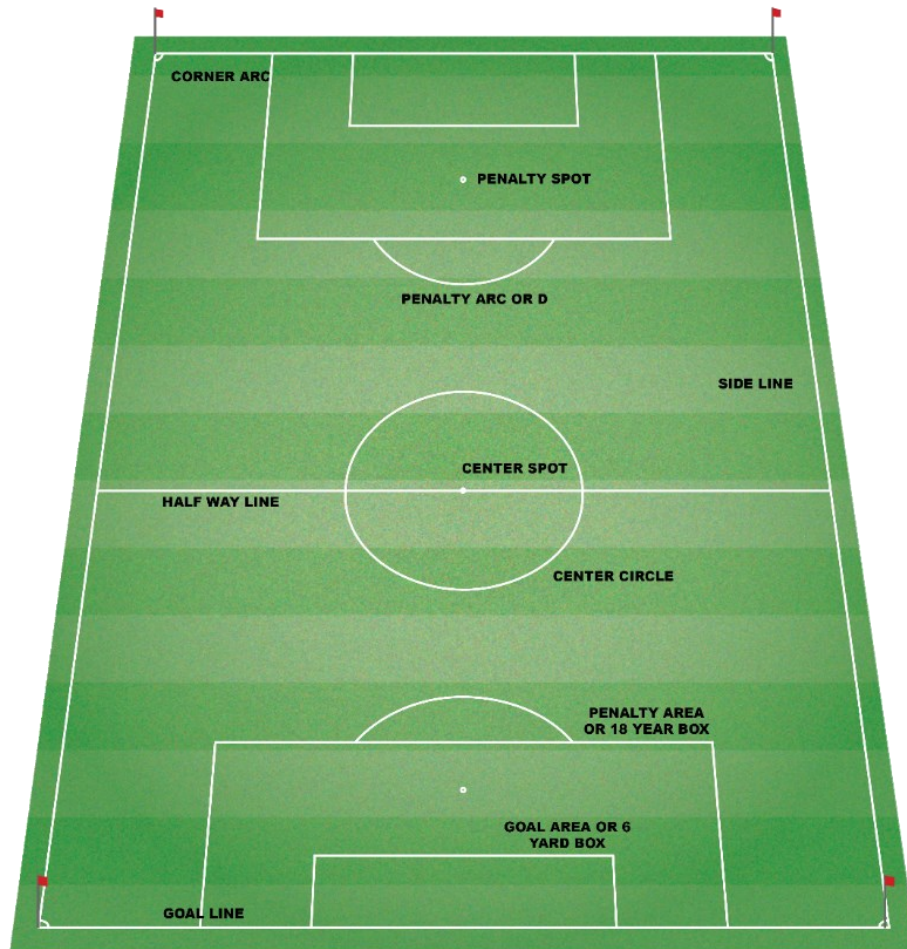 CORNER ARC
PENALTY SPOT
PENALTY ARC OR D
SIDE LINE
CENTER SPOT
HALF WAY LINE
CENTER CIRCLE
PENALTY AREA
OR 18 YEAR BOX
GOAL AREA OR 6
YARD BOX
GOAL LINE